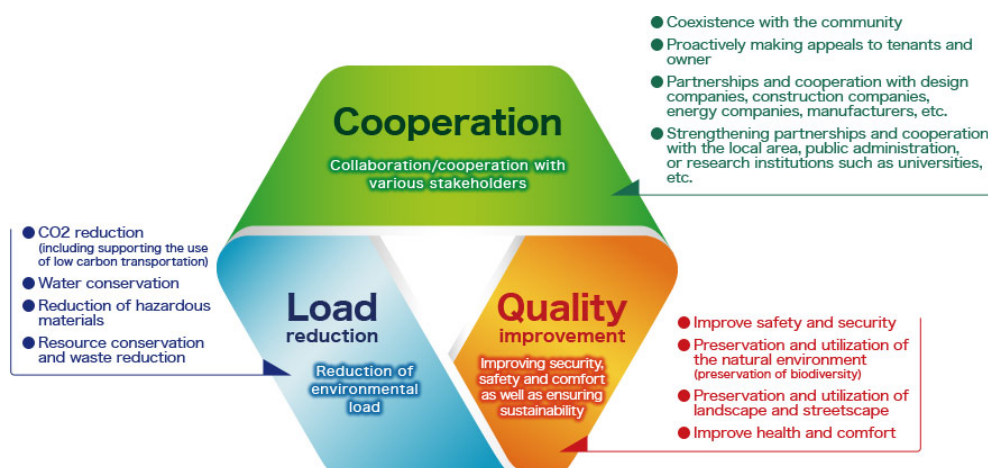 Coexistence with the community
Proactively making appeals to tenants and
owner
Partnerships and cooperation with design
companies, construction companies,
energy companies, manufacturers, etc.
Strengthening partnerships and cooperation
with the local area, public administration,
or research institutions such as universities,
etc.
Cooperation
Collaboration/cooperation with
various stakeholders
CO2 reduction
(including supporting the use
of low carbon transportation)
Water conservation
Reduction of hazardous
materials
Resource conservation
and waste reduction
Load
reduction
Reduction of
environmental
load
Quality
improvement
Improving security,
safety and comfort
as well as ensuring
sustainability
Improve safety and security
Preservation and utilization of
the natural environment
(preservation of biodiversity)
Preservation and utilization of
landscape and streetscape
Improve health and comfort